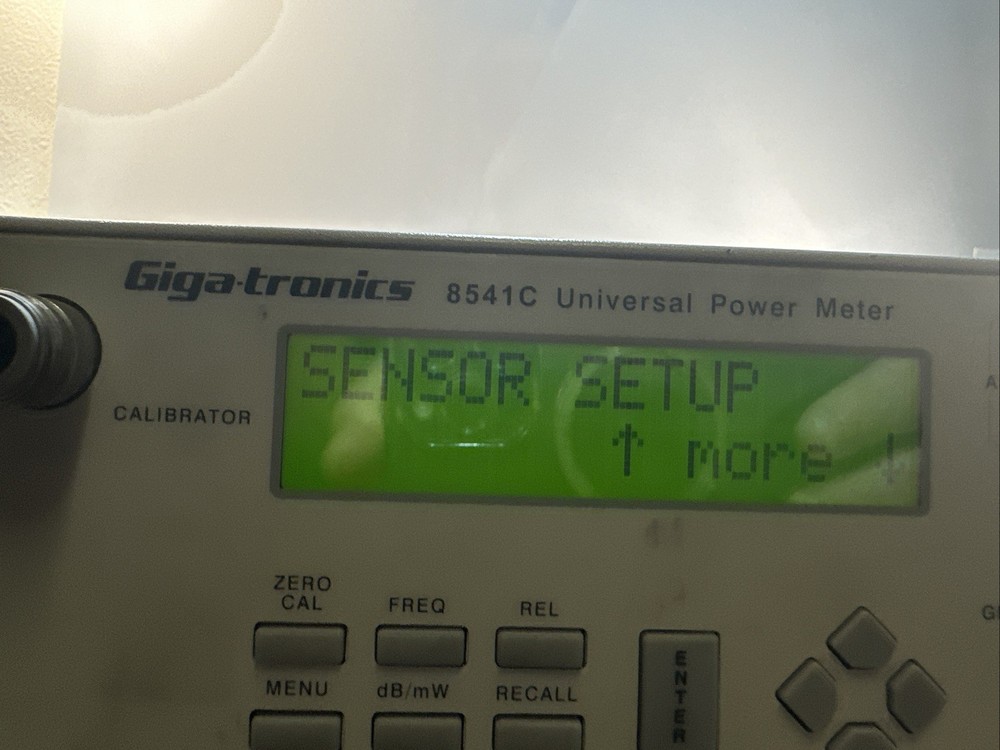 Giga-tronics 8541C Universal Power Meter
SENSOR SETUP
↑ more ↓
CALIBRATOR
ZERO
CAL
FREQ
REL
MENU
dB/mW
RECALL
ENTER